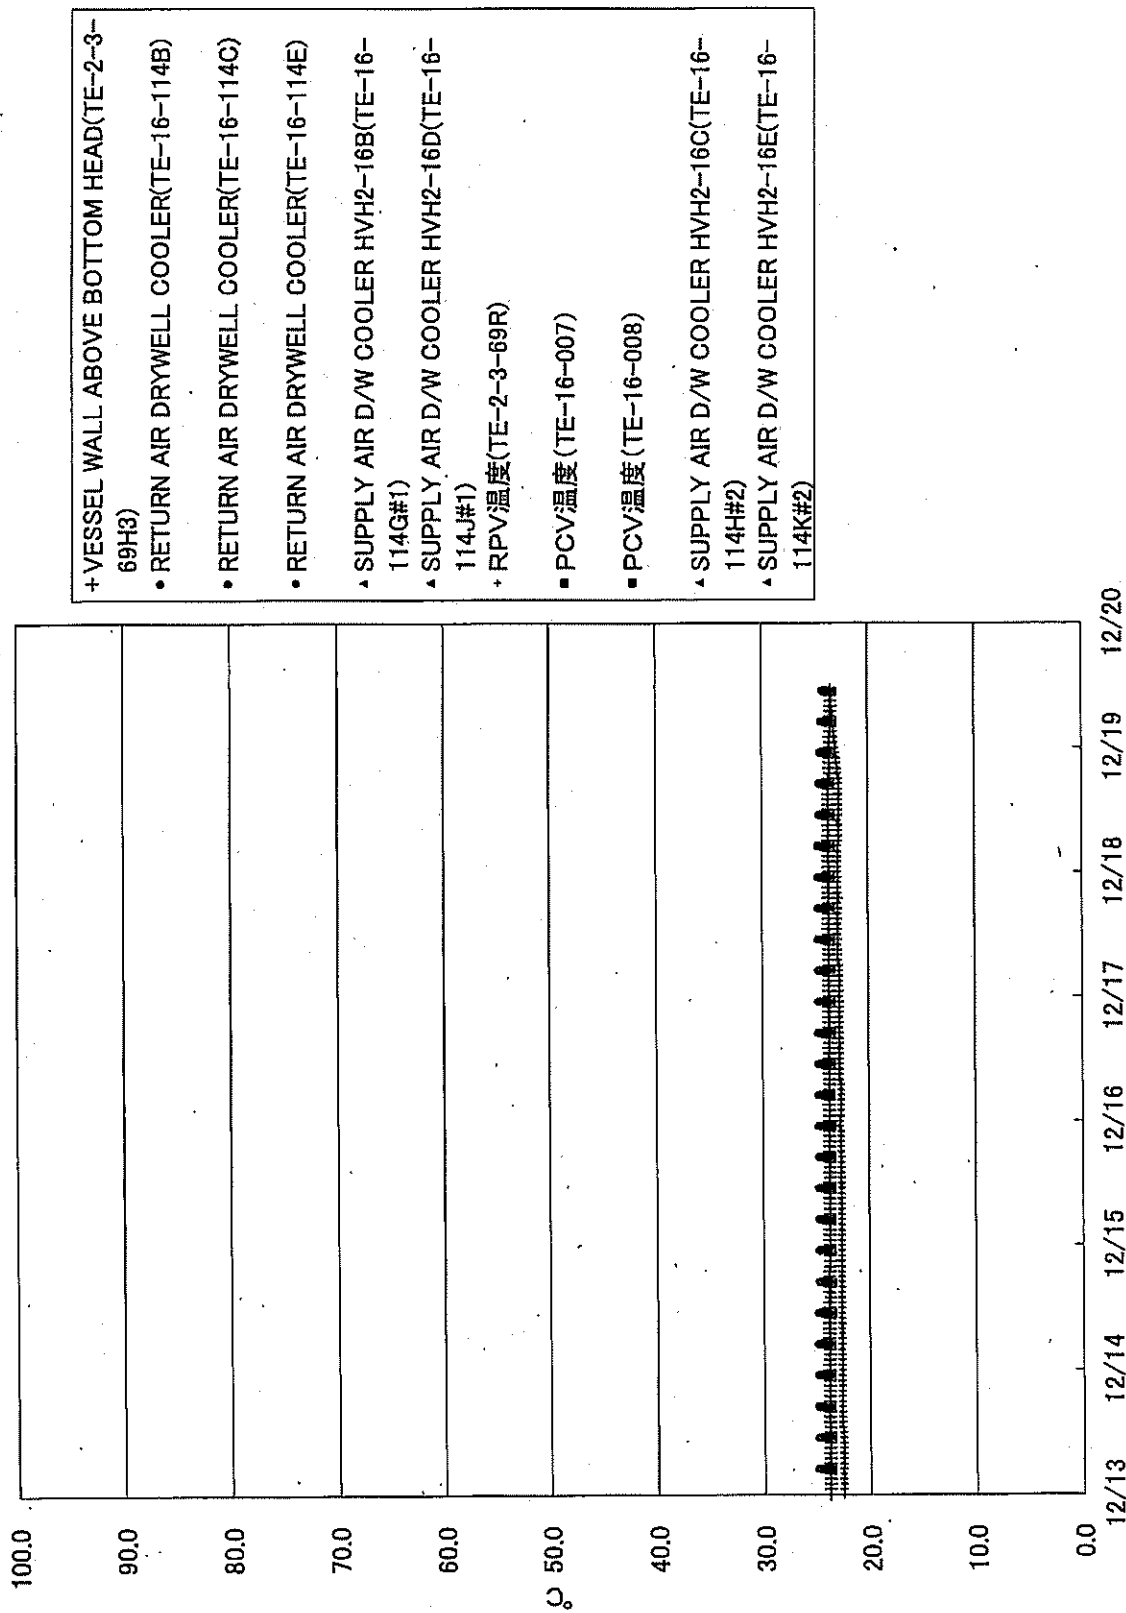 100.0
90.0
80.0
70.0
60.0
50.0
40.0
30.0
20.0
10.0
0.0
°C
12/13
12/14
12/15
12/16
12/17
12/18
12/19
12/20
+VESSEL WALL ABOVE BOTTOM HEAD(TE-2-3-
69H3)
• RETURN AIR DRYWELL COOLER(TE-16-114B)
• RETURN AIR DRYWELL COOLER(TE-16-114C)
• RETURN AIR DRYWELL COOLER(TE-16-114E)
▲ SUPPLY AIR D/W COOLER HVH2-16B(TE-16-
114G#1)
▲ SUPPLY AIR D/W COOLER HVH2-16D(TE-16-
114J#1)
+ RPV温度(TE-2-3-69R)
■ PCV温度(TE-16-007)
■ PCV温度(TE-16-008)
▲ SUPPLY AIR D/W COOLER HVH2-16C(TE-16-
114H#2)
▲ SUPPLY AIR D/W COOLER HVH2-16E(TE-16-
114K#2)